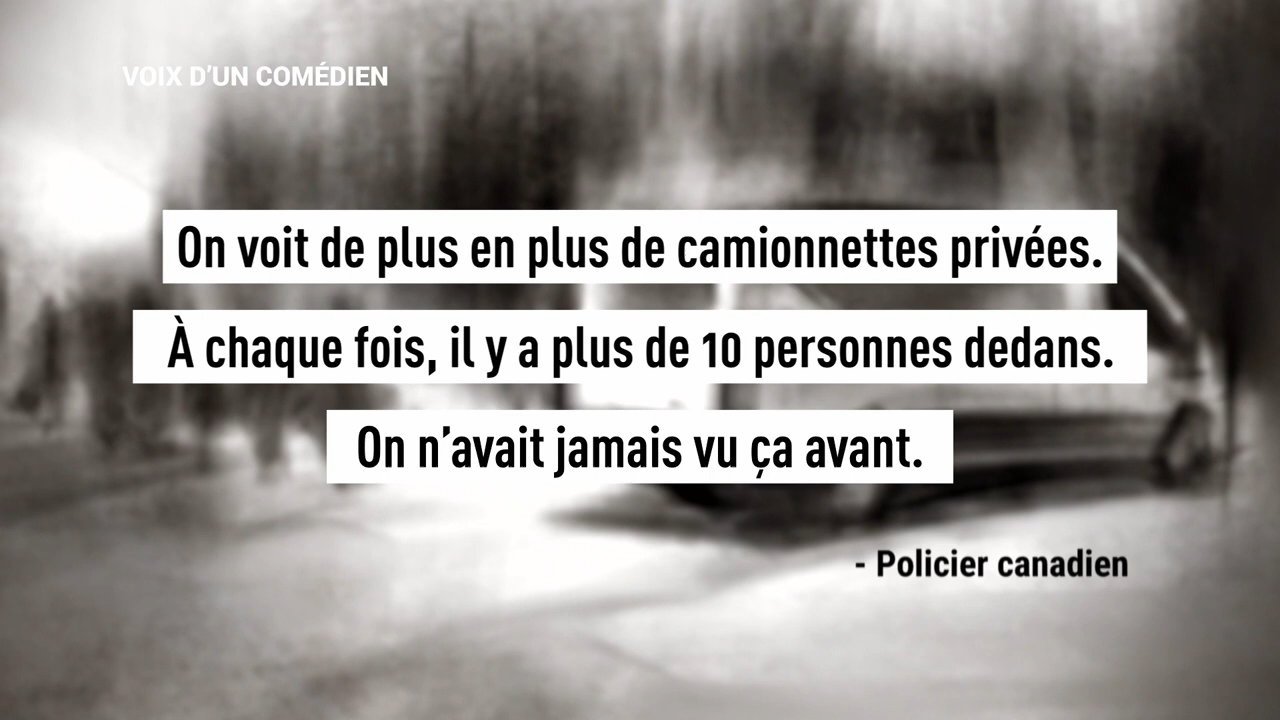 VOIX D’UN COMÉDIEN
On voit de plus en plus de camionnettes privées.
À chaque fois, il y a plus de 10 personnes dedans.
On n’avait jamais vu ça avant.
- Policier canadien